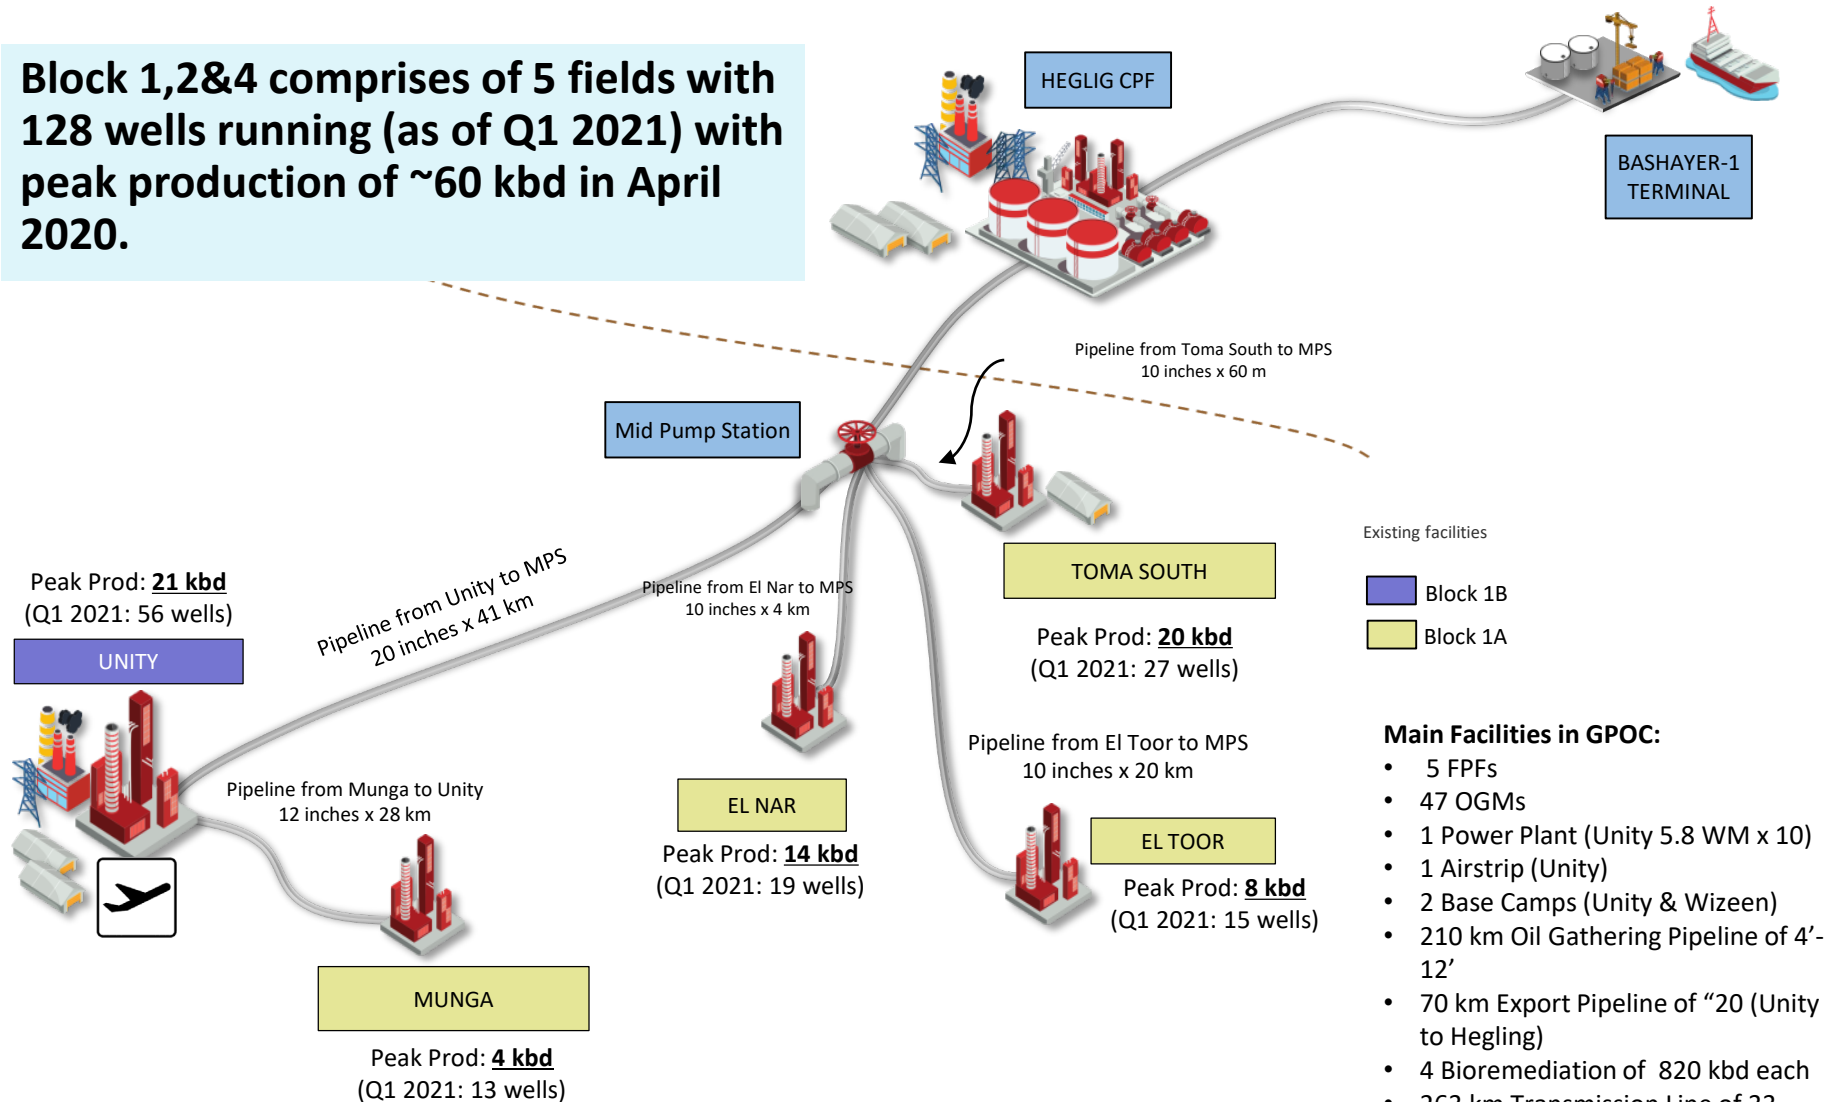 Block 1,2&4 comprises of 5 fields with
128 wells running (as of Q1 2021) with
peak production of ~60 kbd in April
2020.
HEGLIG CPF
BASHAYER-1
TERMINAL
Pipeline from Toma South to MPS
10 inches x 60 m
Mid Pump Station
Existing facilities
Block 1B
Block 1A
TOMA SOUTH
Peak Prod: 20 kbd
(Q1 2021: 27 wells)
Peak Prod: 21 kbd
(Q1 2021: 56 wells)
UNITY
Pipeline from Unity to MPS
20 inches x 41 km
Pipeline from El Nar to MPS
10 inches x 4 km
Pipeline from Munga to Unity
12 inches x 28 km
EL NAR
Peak Prod: 14 kbd
(Q1 2021: 19 wells)
Pipeline from El Toor to MPS
10 inches x 20 km
EL TOOR
Peak Prod: 8 kbd
(Q1 2021: 15 wells)
MUNGA
Peak Prod: 4 kbd
(Q1 2021: 13 wells)
Main Facilities in GPOC:
• 5 FPFs
• 47 OGMs
• 1 Power Plant (Unity 5.8 WM x 10)
• 1 Airstrip (Unity)
• 2 Base Camps (Unity & Wizeen)
• 210 km Oil Gathering Pipeline of 4’-
12’
• 70 km Export Pipeline of “20 (Unity
to Hegling)
• 4 Bioremediation of 820 kbd each
• km Transmission Line of